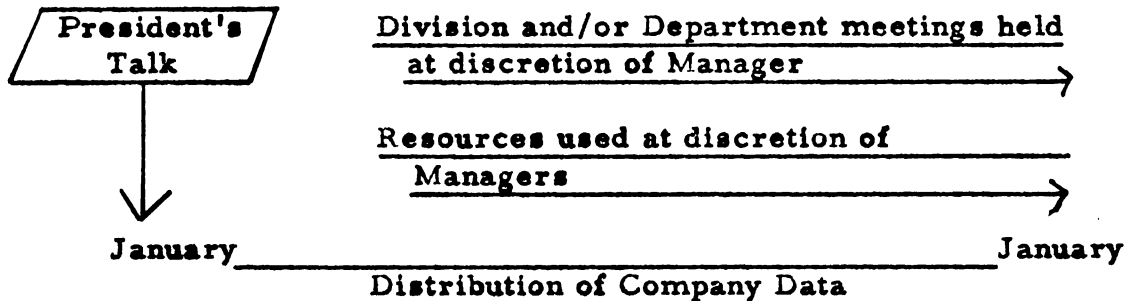 President's
Talk
Division and/or Department meetings held
at discretion of Manager
Resources used at discretion of
Managers
January
January
Distribution of Company Data